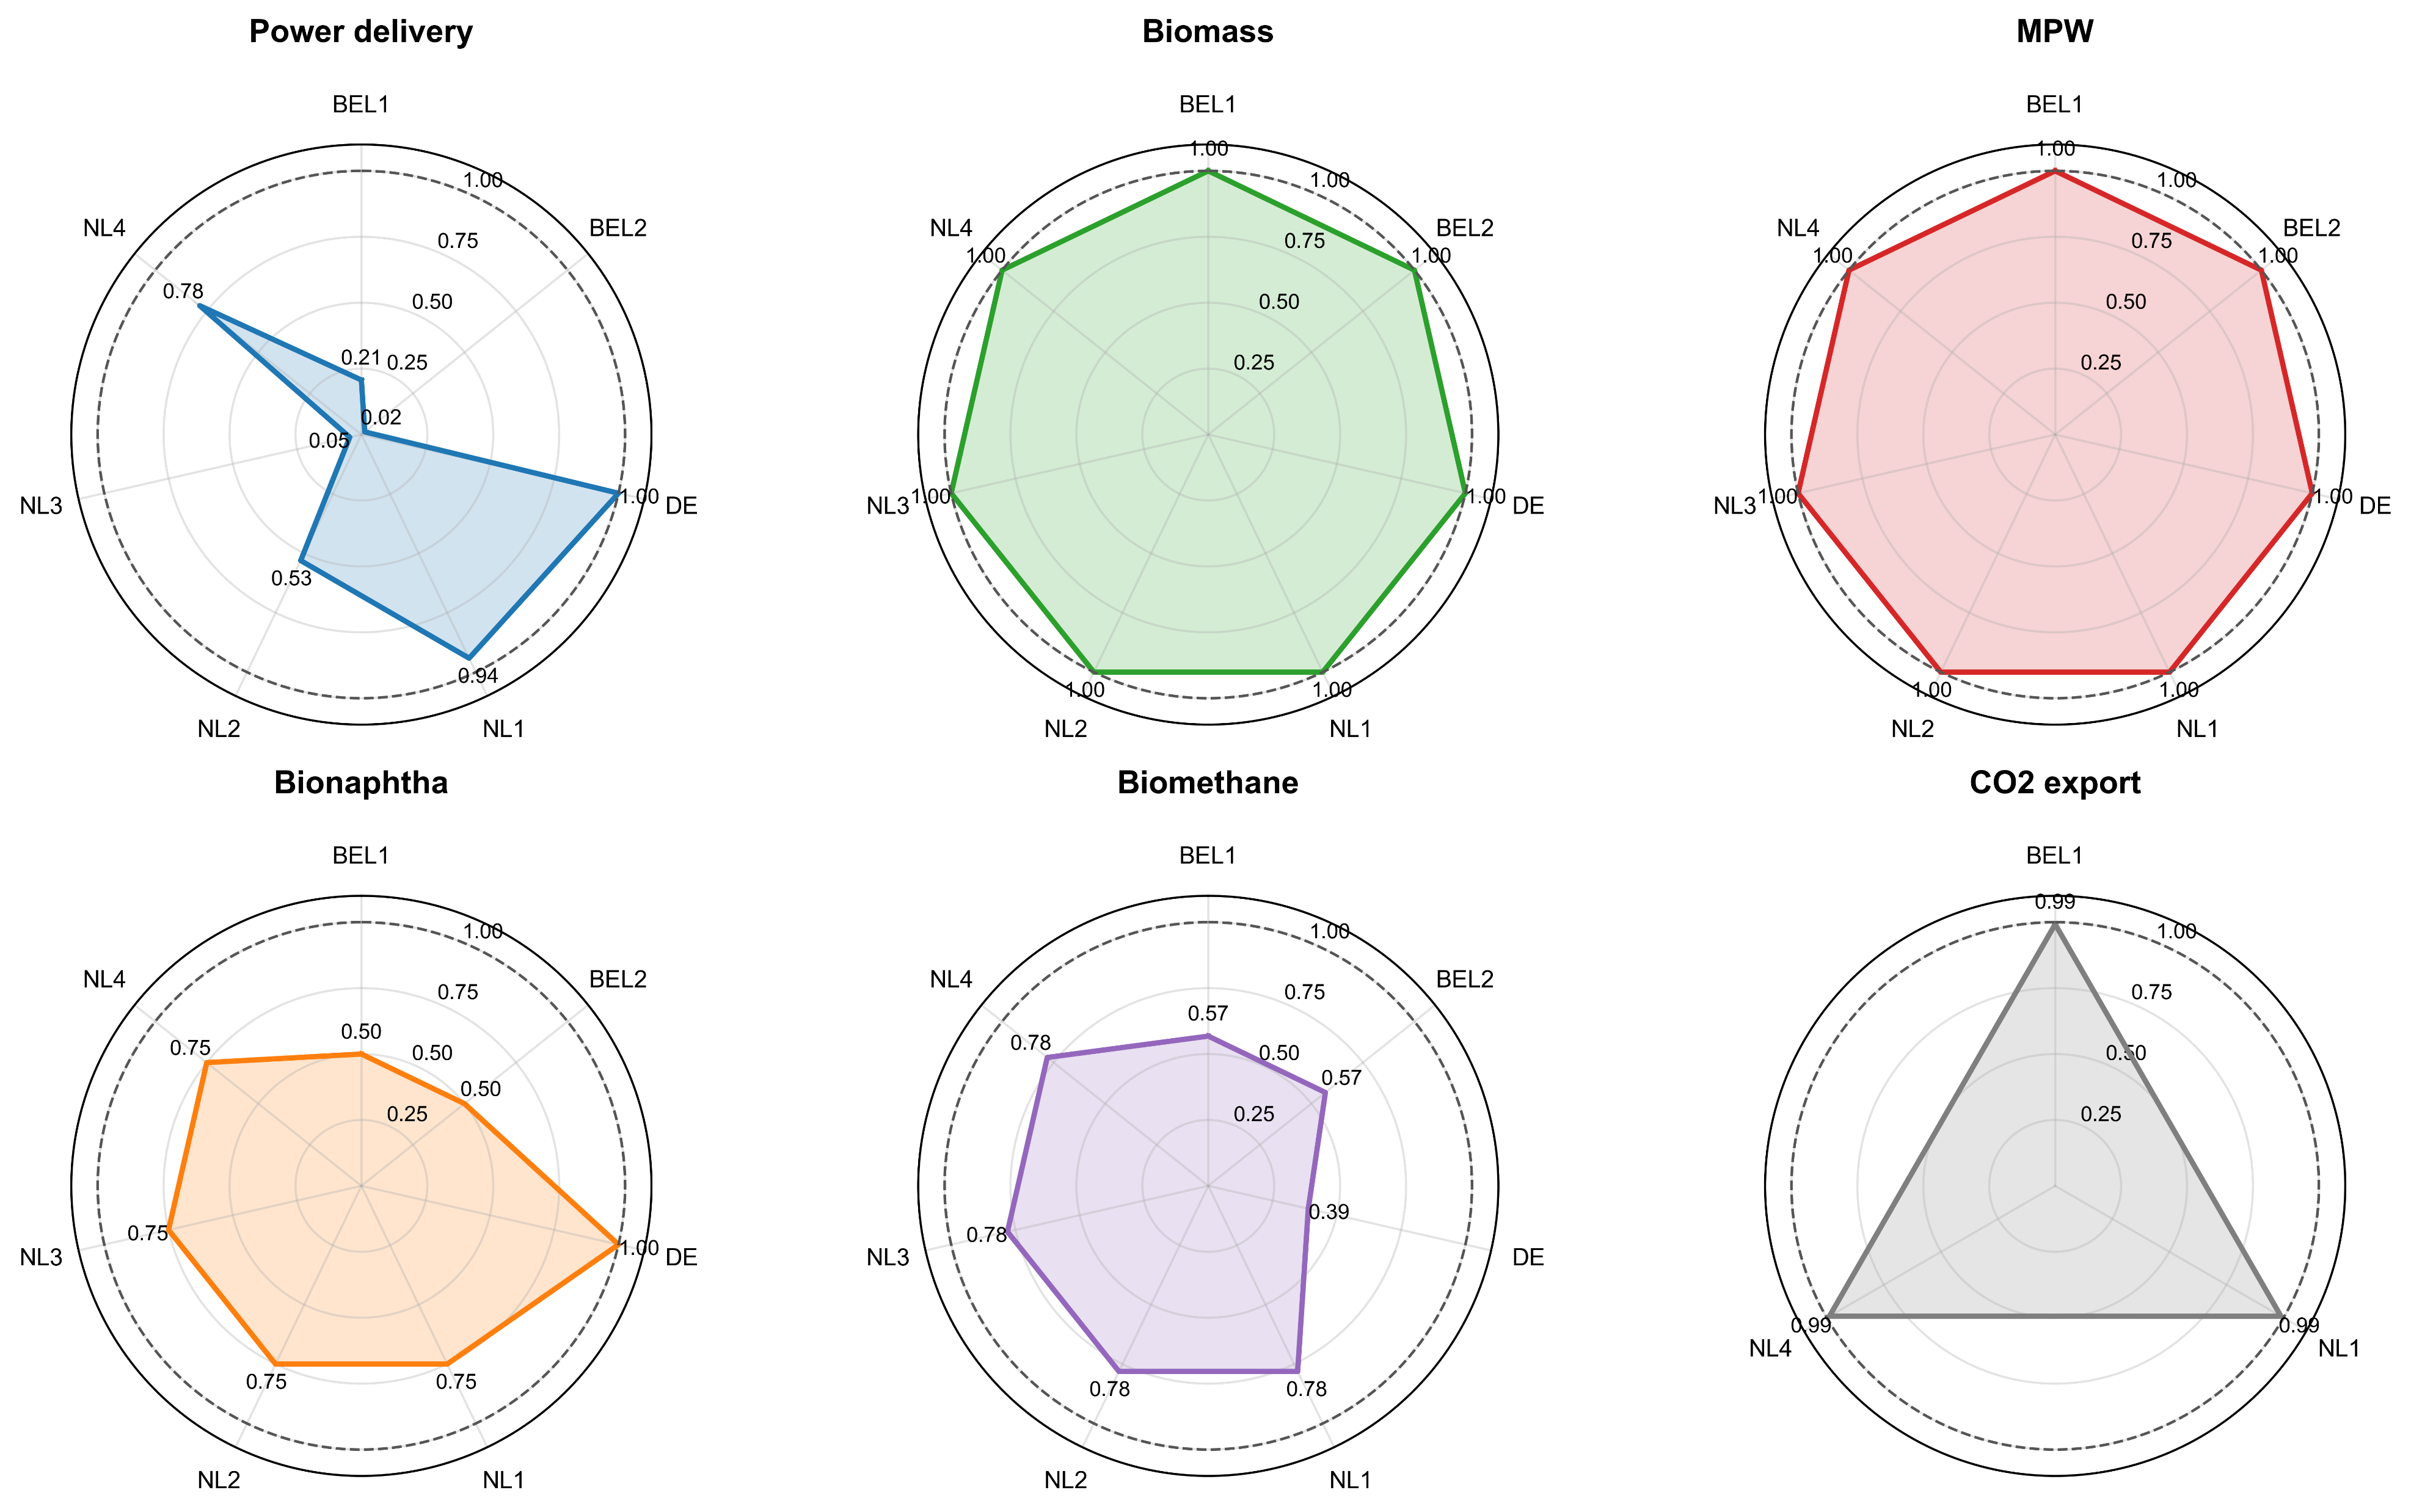 Power delivery
BEL1
1.00
BEL2
NL4
0.75
0.78
0.50
0.21
0.25
0.02
0.05
1.00
DE
NL3
0.53
0.94
NL2
NL1
Biomass
BEL1
1.00
1.00
BEL2
NL4
0.75
1.00
1.00
0.50
0.25
NL3
1.00
1.00
DE
1.00
1.00
NL2
NL1
MPW
BEL1
1.00
1.00
BEL2
NL4
0.75
1.00
1.00
0.50
0.25
NL3
1.00
1.00
DE
1.00
1.00
NL2
NL1
Bionaphtha
BEL1
1.00
NL4
BEL2
0.75
0.50
0.75
0.50
0.50
0.25
0.75
1.00
NL3
DE
0.75
0.75
NL2
NL1
Biomethane
BEL1
1.00
NL4
BEL2
0.75
0.57
0.78
0.50
0.57
0.25
0.39
0.78
NL3
DE
0.78
0.78
NL2
NL1
CO2 export
BEL1
0.99
1.00
0.75
0.50
0.25
0.99
0.99
NL4
NL1